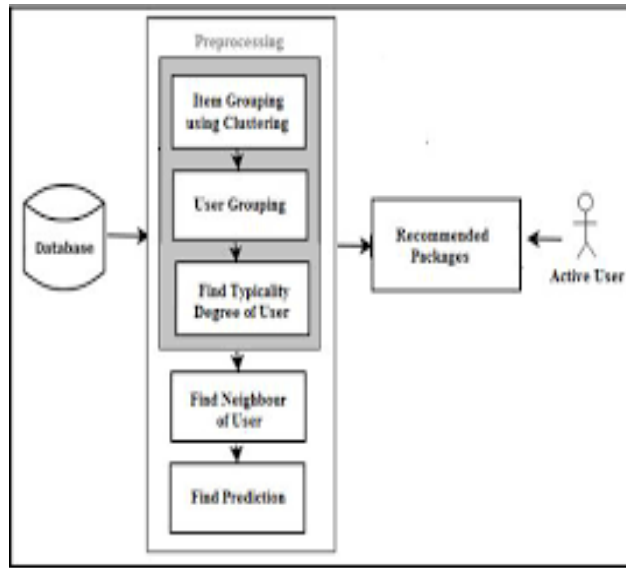 Preprocessing
Item Grouping
using Clustering
User Grouping
Find Typicality
Degree of User
Find Neighbour
of User
Find Prediction
Database
Recommended
Packages
Active User